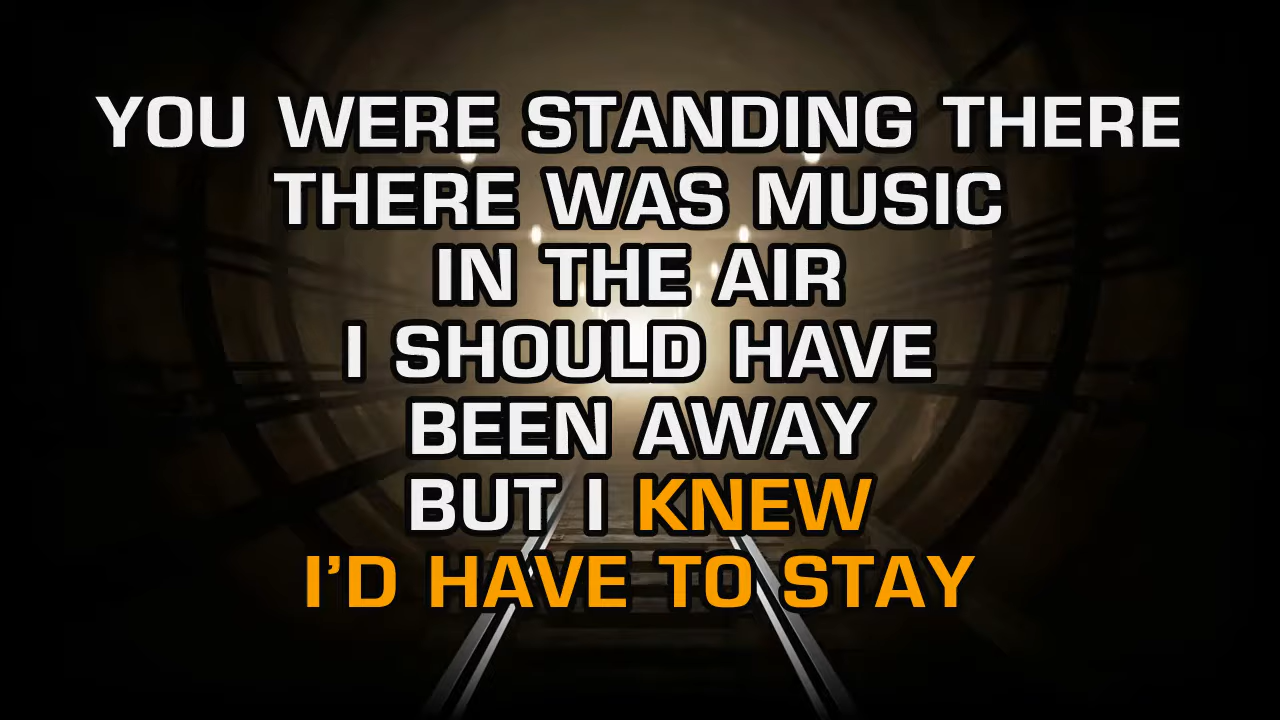 YOU WERE STANDING THERE
THERE WAS MUSIC
IN THE AIR
I SHOULD HAVE
BEEN AWAY
BUT I KNEW
I'D HAVE TO STAY